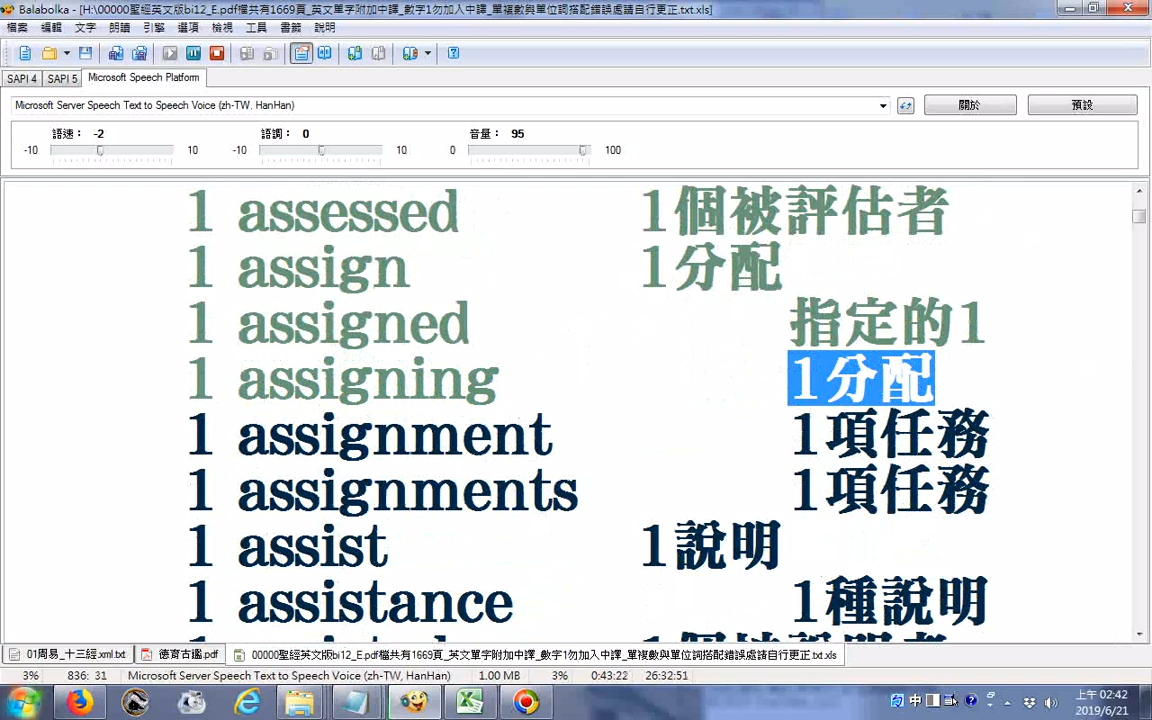 Balabolka - [H:\00000聖經英文版bi12_E.pdf檔共有1669頁_英文單字附加中譯_數字1勿加入中譯_單複數與單位詞搭配錯誤處請自行更正.txt.xls]
檔案 編輯 文字 朗讀 引擎 選項 檢視 工具 書籤 說明
SAPI 4 SAPI 5 Microsoft Speech Platform
Microsoft Server Speech Text to Speech Voice (zh-TW, HanHan) 關於 預設
語速： -2 語調： 0 音量： 95
-10 10 -10 10 0 100
1 assessed 1個被評估者
1 assign 1分配
1 assigned 指定的1
1 assigning 1分配
1 assignment 1項任務
1 assignments 1項任務
1 assist 1說明
1 assistance 1種說明
01周易_十三經.xml.txt 德育古鑑.pdf 00000聖經英文版bi12_E.pdf檔共有1669頁_英文單字附加中譯_數字1勿加入中譯_單複數與單位詞搭配錯誤處請自行更正.txt.xls
3% 836: 31 Microsoft Server Speech Text to Speech Voice (zh-TW, HanHan) 1.00 MB 3% 0:43:22 26:32:51
中 上午 02:42
2019/6/21